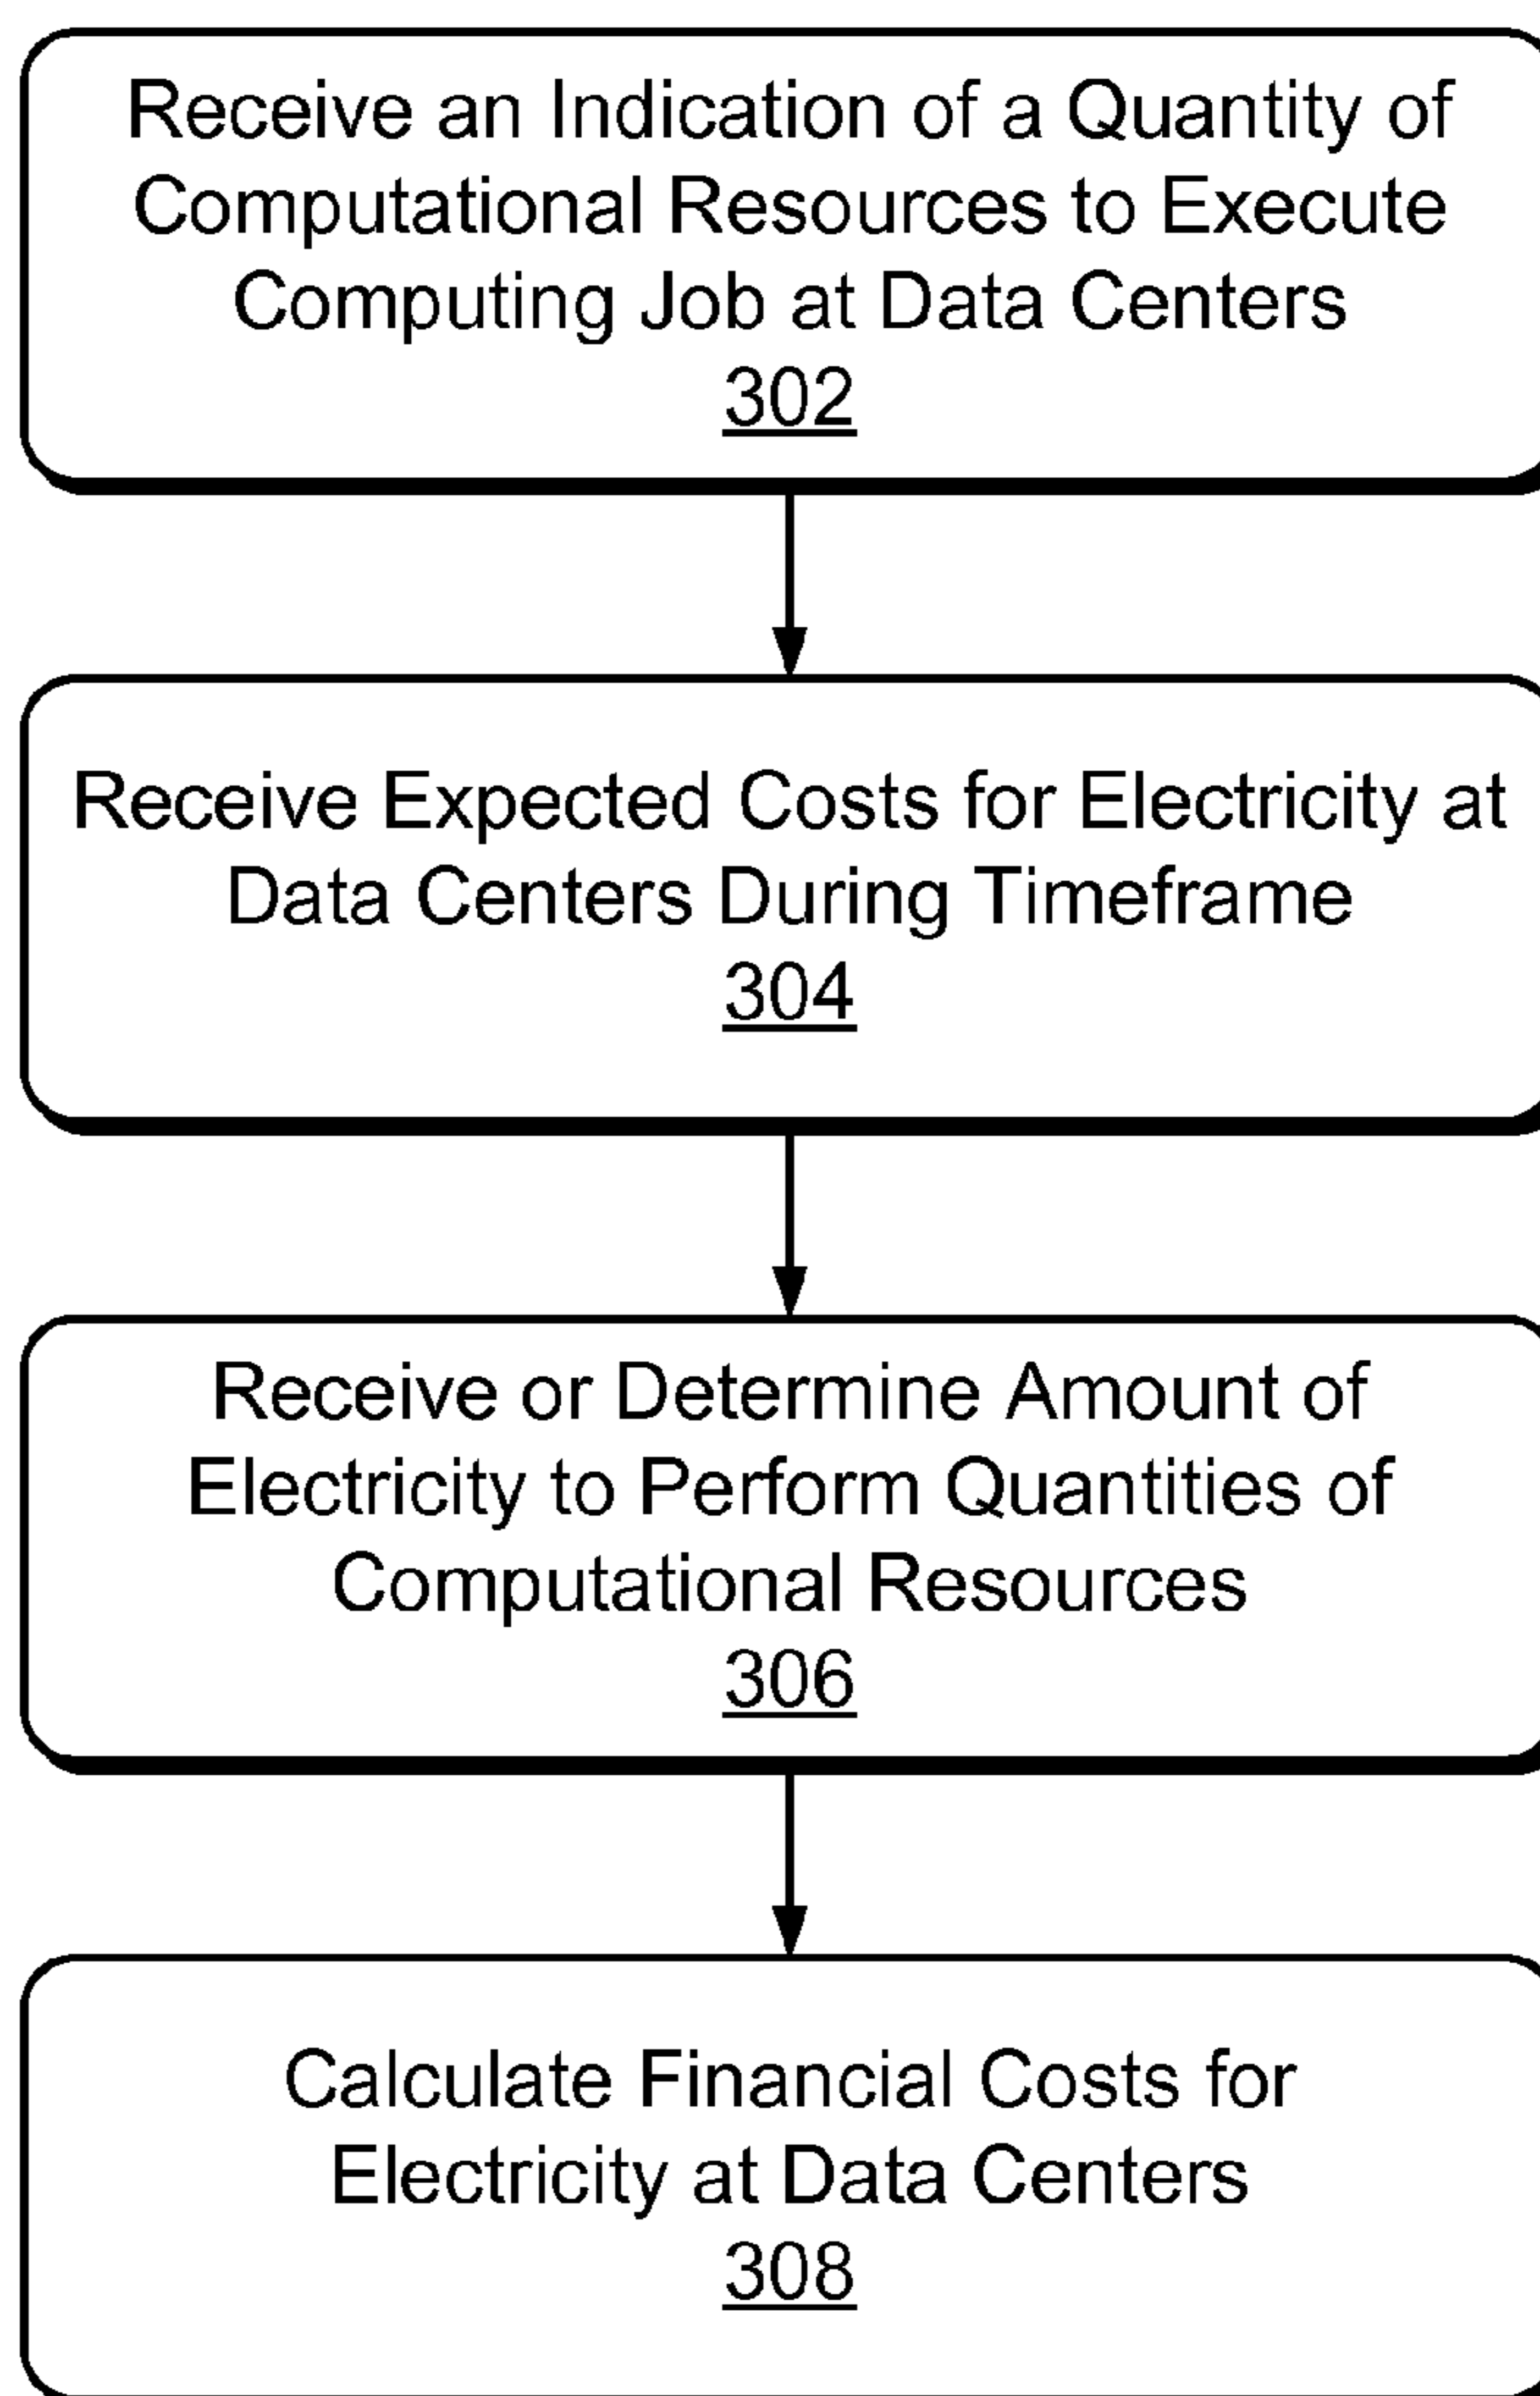 Receive an Indication of a Quantity of
Computational Resources to Execute
Computing Job at Data Centers
302
Receive Expected Costs for Electricity at
Data Centers During Timeframe
304
Receive or Determine Amount of
Electricity to Perform Quantities of
Computational Resources
306
Calculate Financial Costs for
Electricity at Data Centers
308